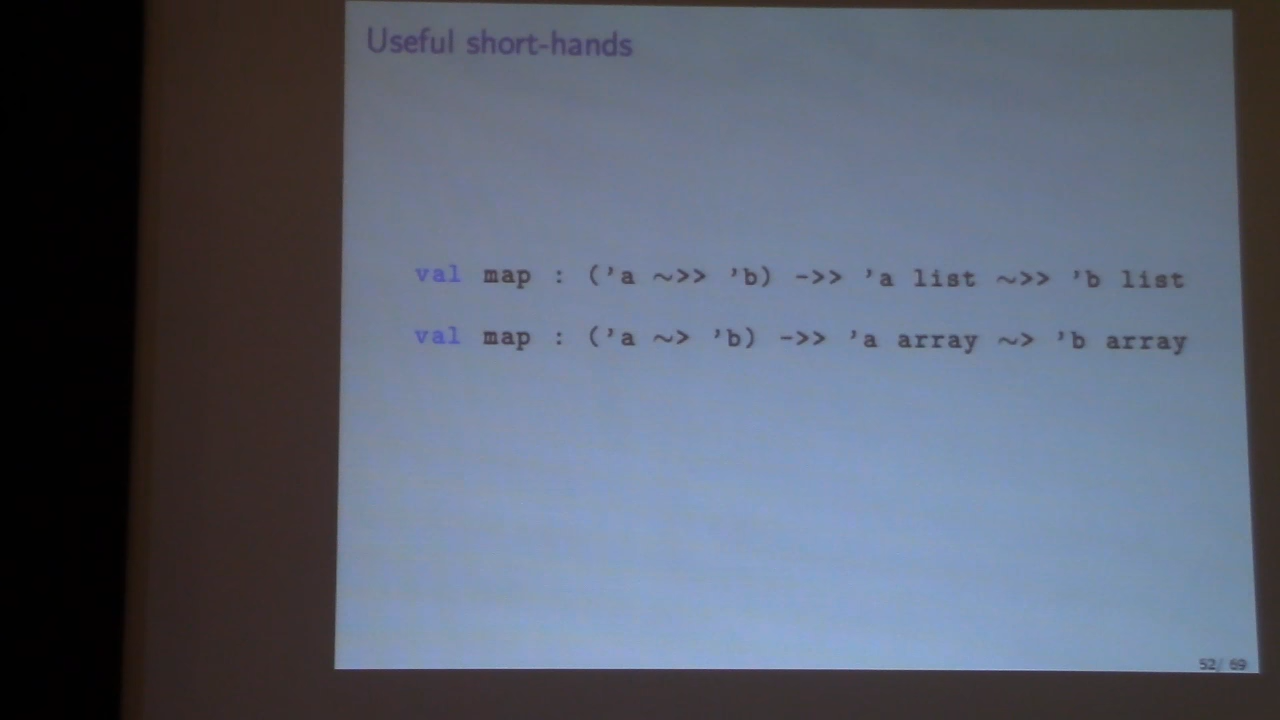 Useful short-hands
val map : ('a ~>> 'b) ->> 'a list ~>> 'b list
val map : ('a ~> 'b) ->> 'a array ~> 'b array
52/ 69